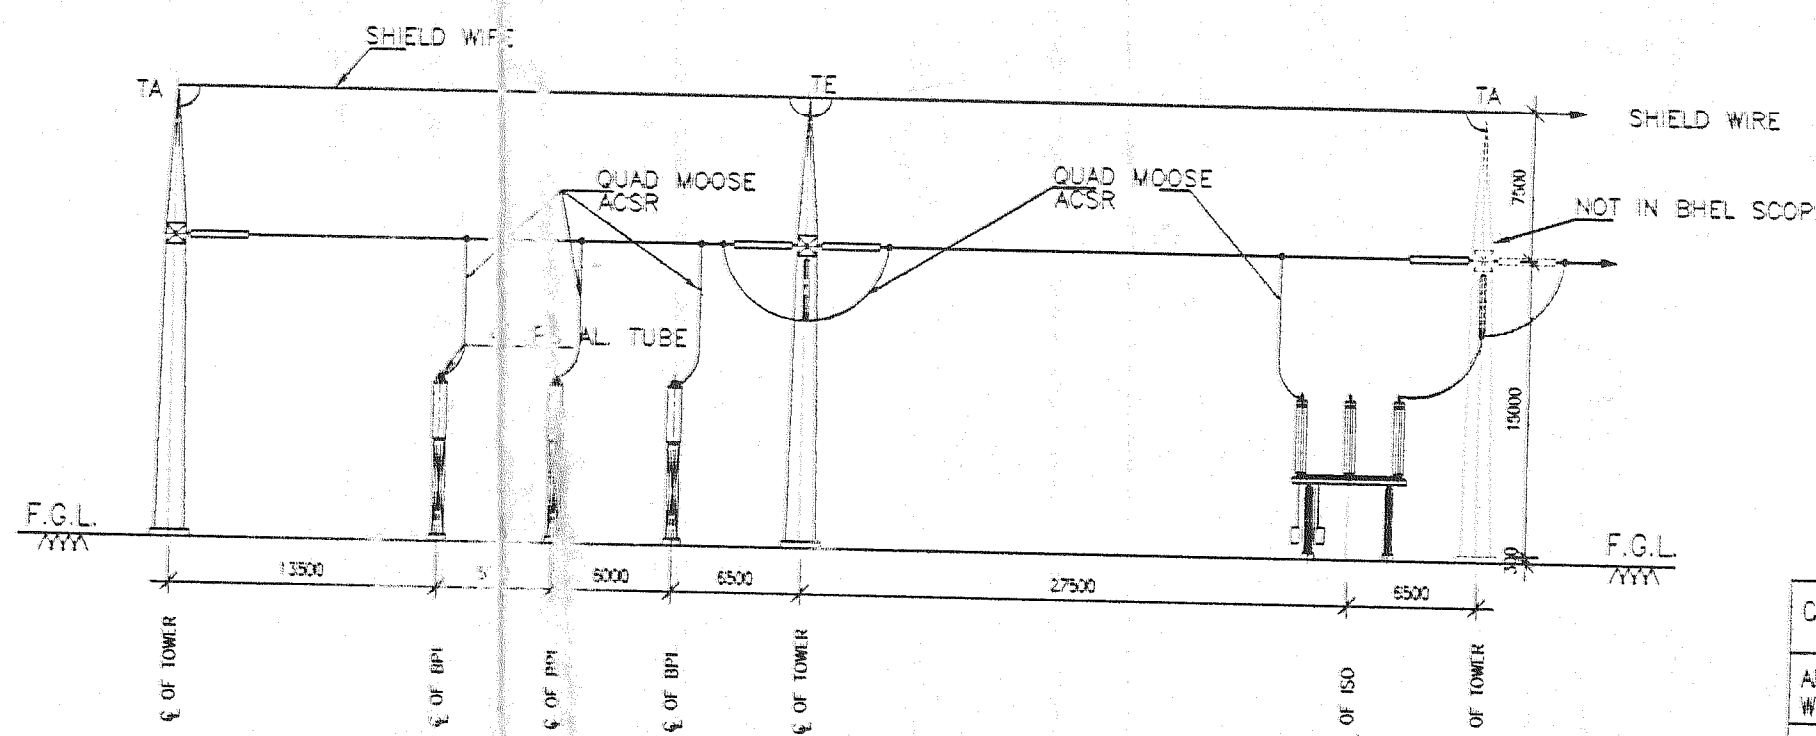 SHIELD WIRE
TA
TE
TA
SHIELD WIRE
QUAD MOOSE
ACSR
QUAD MOOSE
ACSR
7500
NOT IN BHEL SCOP
AL. TUBE
15000
F.G.L.
F.G.L.
300
13500
6000
6500
27500
6500
℄ OF TOWER
℄ OF BPI
℄ OF BPI
℄ OF BPI
℄ OF TOWER
OF ISO
OF TOWER
C
W